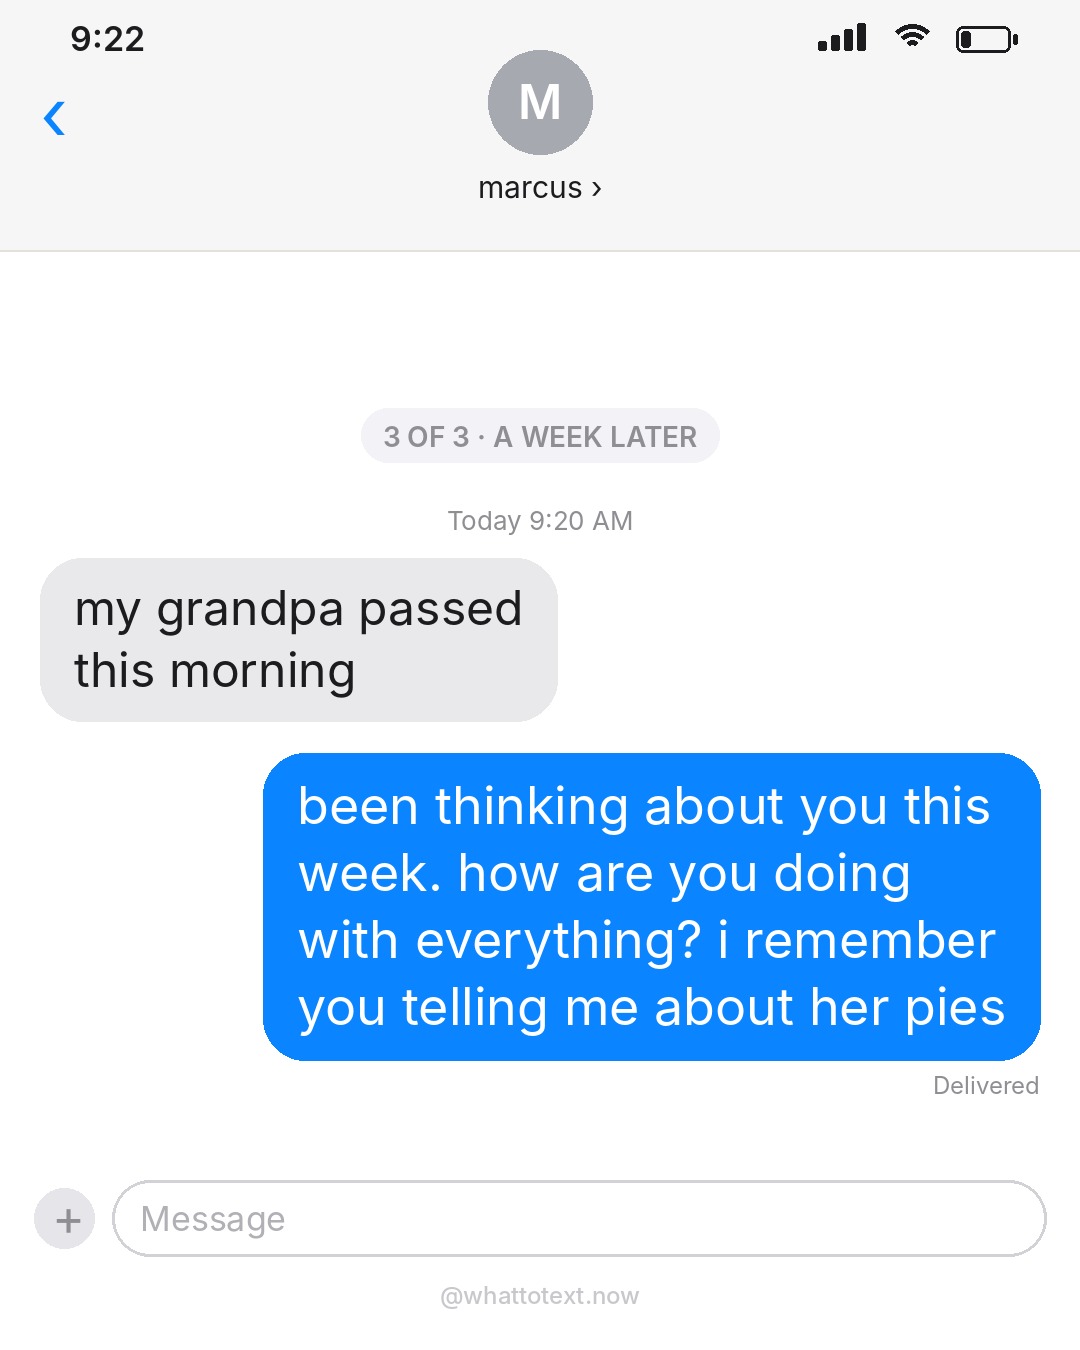 9:22
M
marcus ›
3 OF 3 · A WEEK LATER
Today 9:20 AM
my grandpa passed
this morning
been thinking about you this
week. how are you doing
with everything? i remember
you telling me about her pies
Delivered
+ Message
@whattotext.now